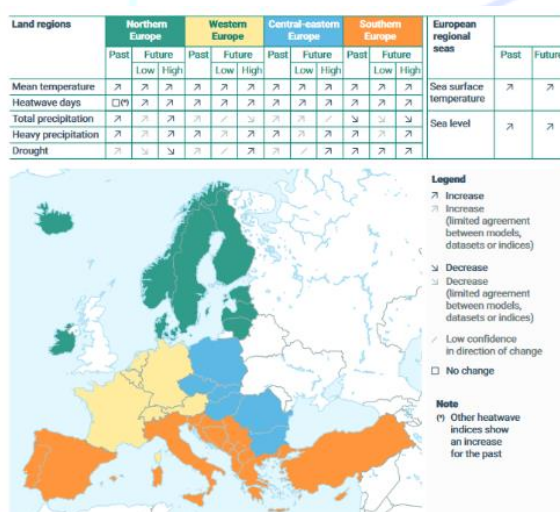 Land regions Northern Europe Western Europe Central-eastern Europe Southern Europe European regional seas
Past Future Past Future Past Future Past Future Past Future
Low High Low High Low High Low High
Mean temperature ↗ ↗ ↗ ↗ ↗ ↗ ↗ ↗ ↗ ↗ ↗ ↗ Sea surface temperature ↗ ↗
Heatwave days □(*) ↗ ↗ ↗ ↗ ↗ ↗ ↗ ↗ ↗ ↗ ↗
Total precipitation ↗ ↗ ↗ ↗ ⁄ ↘ ↗ ↗ ⁄ ↘ ↘ ↘ Sea level ↗ ↗
Heavy precipitation ↗ ↗ ↗ ↗ ↗ ↗ ↗ ↗ ↗ ↗ ↗ ↗
Drought ↗ ↘ ↘ ↗ ⁄ ↗ ↗ ⁄ ↗ ↗ ↗ ↗
Legend
↗ Increase
↗ Increase
(limited agreement
between models,
datasets or indices)
↘ Decrease
↘ Decrease
(limited agreement
between models,
datasets or indices)
⁄ Low confidence
in direction of change
□ No change
Note
(*) Other heatwave
indices show
an increase
for the past